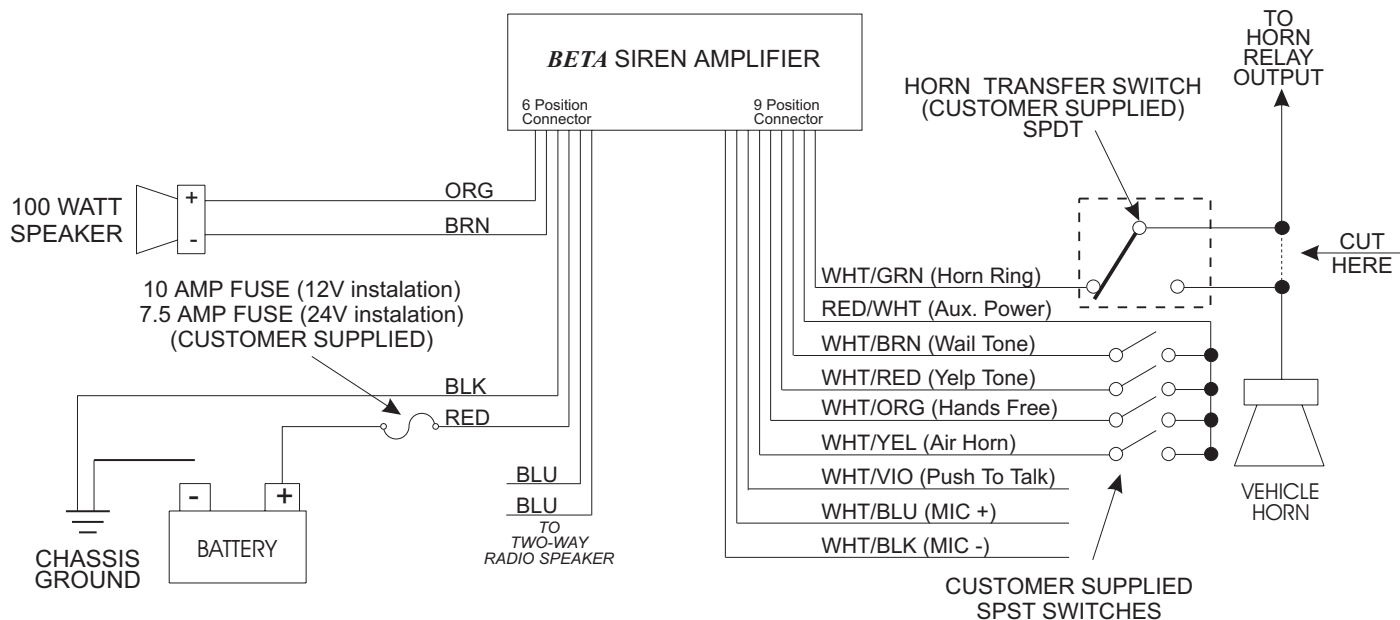 BETA SIREN AMPLIFIER
6 Position
Connector
9 Position
Connector
TO
HORN
RELAY
OUTPUT
HORN TRANSFER SWITCH
(CUSTOMER SUPPLIED)
SPDT
CUT
HERE
100 WATT
SPEAKER
+
-
ORG
BRN
10 AMP FUSE (12V instalation)
7.5 AMP FUSE (24V instalation)
(CUSTOMER SUPPLIED)
BLK
RED
BLU
BLU
TO
TWO-WAY
RADIO SPEAKER
-
+
BATTERY
CHASSIS
GROUND
WHT/GRN (Horn Ring)
RED/WHT (Aux. Power)
WHT/BRN (Wail Tone)
WHT/RED (Yelp Tone)
WHT/ORG (Hands Free)
WHT/YEL (Air Horn)
WHT/VIO (Push To Talk)
WHT/BLU (MIC +)
WHT/BLK (MIC -)
VEHICLE
HORN
CUSTOMER SUPPLIED
SPST SWITCHES